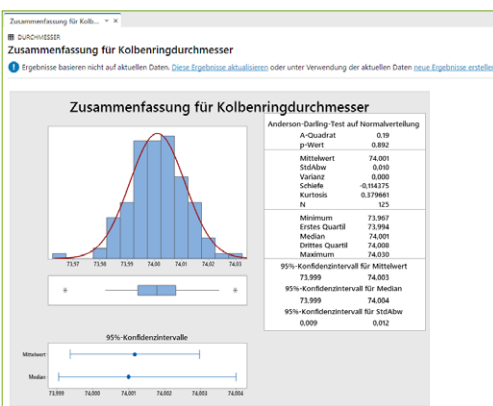 Zusammenfassung für Kolb...
DURCHMESSER
Zusammenfassung für Kolbenringdurchmesser
Ergebnisse basieren nicht auf aktuellen Daten. Diese Ergebnisse aktualisieren oder unter Verwendung der aktuellen Daten neue Ergebnisse erstellen
Zusammenfassung für Kolbenringdurchmesser
73,97 73,98 73,99 74,00 74,01 74,02 74,03
Anderson-Darling-Test auf Normalverteilung
A-Quadrat 0.19
p-Wert 0.892
Mittelwert 74.001
StdAbw 0,010
Varianz 0,000
Schiefe -0,114375
Kurtosis 0.379661
N 125
Minimum 73,967
Erstes Quartil 73,994
Median 74,001
Drittes Quartil 74,008
Maximum 74,030
95%-Konfidenzintervall für Mittelwert
73,999 74,003
95%-Konfidenzintervall für Median
73,999 74,004
95%-Konfidenzintervall für StdAbw
0,009 0,012
95%-Konfidenzintervalle
Mittelwert
Median
73,999 74,000 74,001 74,002 74,003 74,004